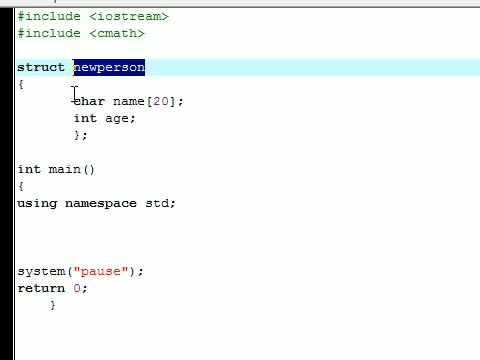 #include <iostream>
#include <cmath>
struct newperson
{
char name[20];
int age;
};
int main()
{
using namespace std;
system("pause");
return 0;
}